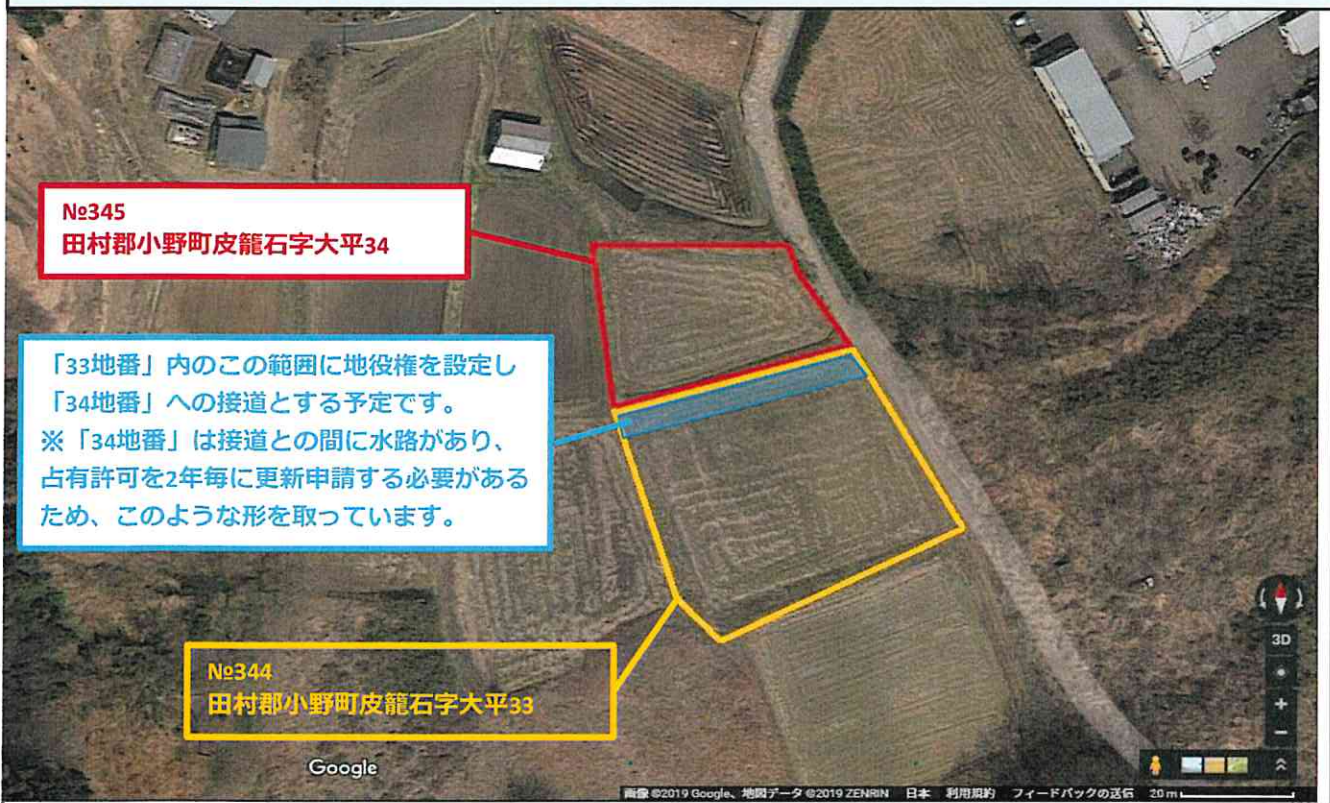 №345
田村郡小野町皮籠石字大平34
「33地番」内のこの範囲に地役権を設定し
「34地番」への接道とする予定です。
※「34地番」は接道との間に水路があり、
占有許可を2年毎に更新申請する必要がある
ため、このような形を取っています。
№344
田村郡小野町皮籠石字大平33
3D
Google
画像 ©2019 Google、地図データ ©2019 ZENRIN 日本 利用規約 フィードバックの送信 20 m